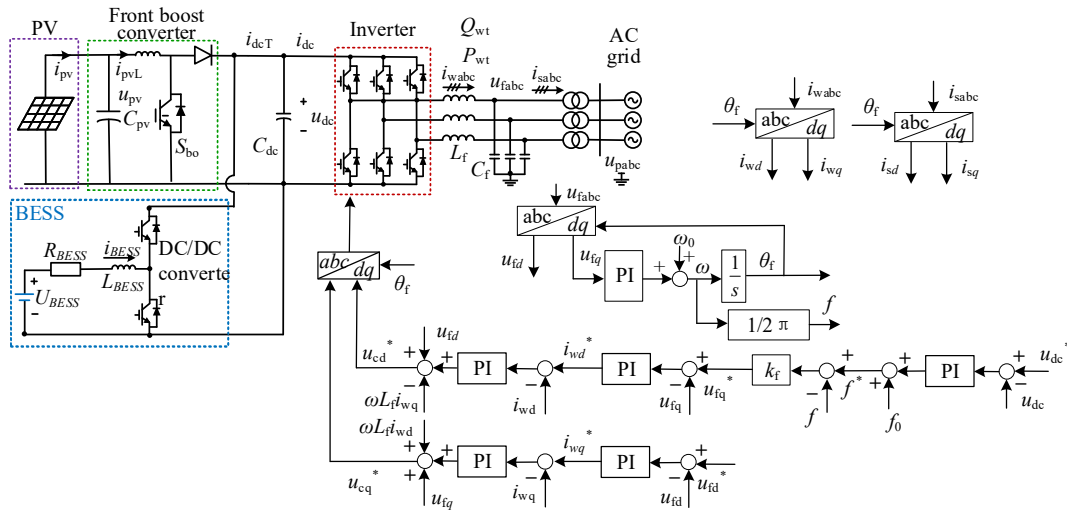 PV
Front boost
converter
i_pv
i_pvL
u_pv
C_pv
S_bo
i_dcT
i_dc
+
u_dc
−
C_dc
Inverter
Q_wt
P_wt
i_wabc
u_fabc
i_sabc
L_f
C_f
AC
grid
u_pabc
θ_f
i_wabc
abc
dq
i_wd
i_wq
θ_f
i_sabc
abc
dq
i_sd
i_sq
BESS
R_BESS
i_BESS
L_BESS
+
U_BESS
−
DC/DC
converte
r
abc
dq
θ_f
u_fabc
abc
dq
u_fd
u_fq
PI
+
ω_0
+
ω
1
s
θ_f
1/2 π
f
u_cd*
u_fd
+
+
−
ωL_f i_wq
PI
−
i_wd
i_wd*
PI
+
−
u_fq
u_fq*
k_f
+
−
f
f*
+
+
f_0
PI
+
−
u_dc*
u_dc
ωL_f i_wd
u_cq*
+
+
+
u_fq
PI
−
i_wq
i_wq*
PI
+
−
u_fd
u_fd*